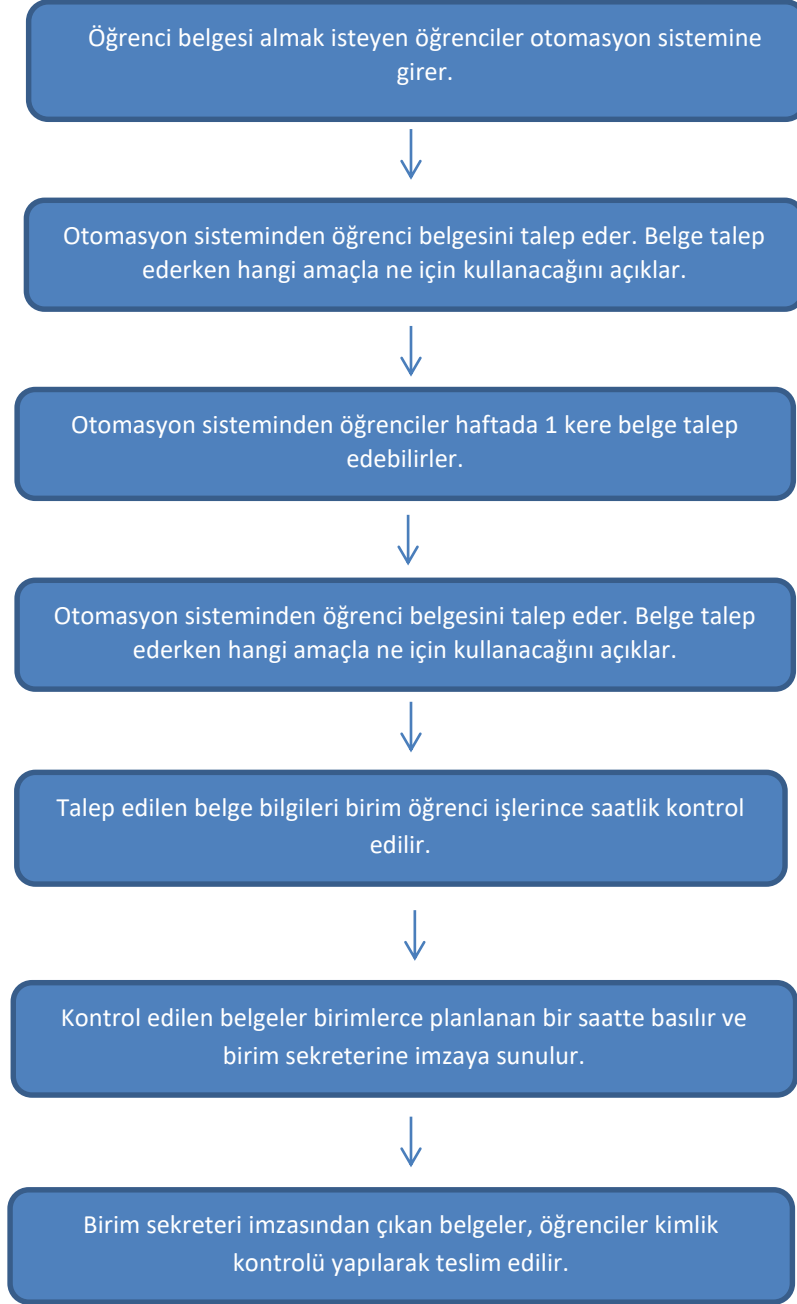 Öğrenci belgesi almak isteyen öğrenciler otomasyon sistemine
girer.
Otomasyon sisteminden öğrenci belgesini talep eder. Belge talep
ederken hangi amaçla ne için kullanacağını açıklar.
Otomasyon sisteminden öğrenciler haftada 1 kere belge talep
edebilirler.
Otomasyon sisteminden öğrenci belgesini talep eder. Belge talep
ederken hangi amaçla ne için kullanacağını açıklar.
Talep edilen belge bilgileri birim öğrenci işlerince saatlik kontrol
edilir.
Kontrol edilen belgeler birimlerce planlanan bir saatte basılır ve
birim sekreterine imzaya sunulur.
Birim sekreteri imzasından çıkan belgeler, öğrenciler kimlik
kontrolü yapılarak teslim edilir.